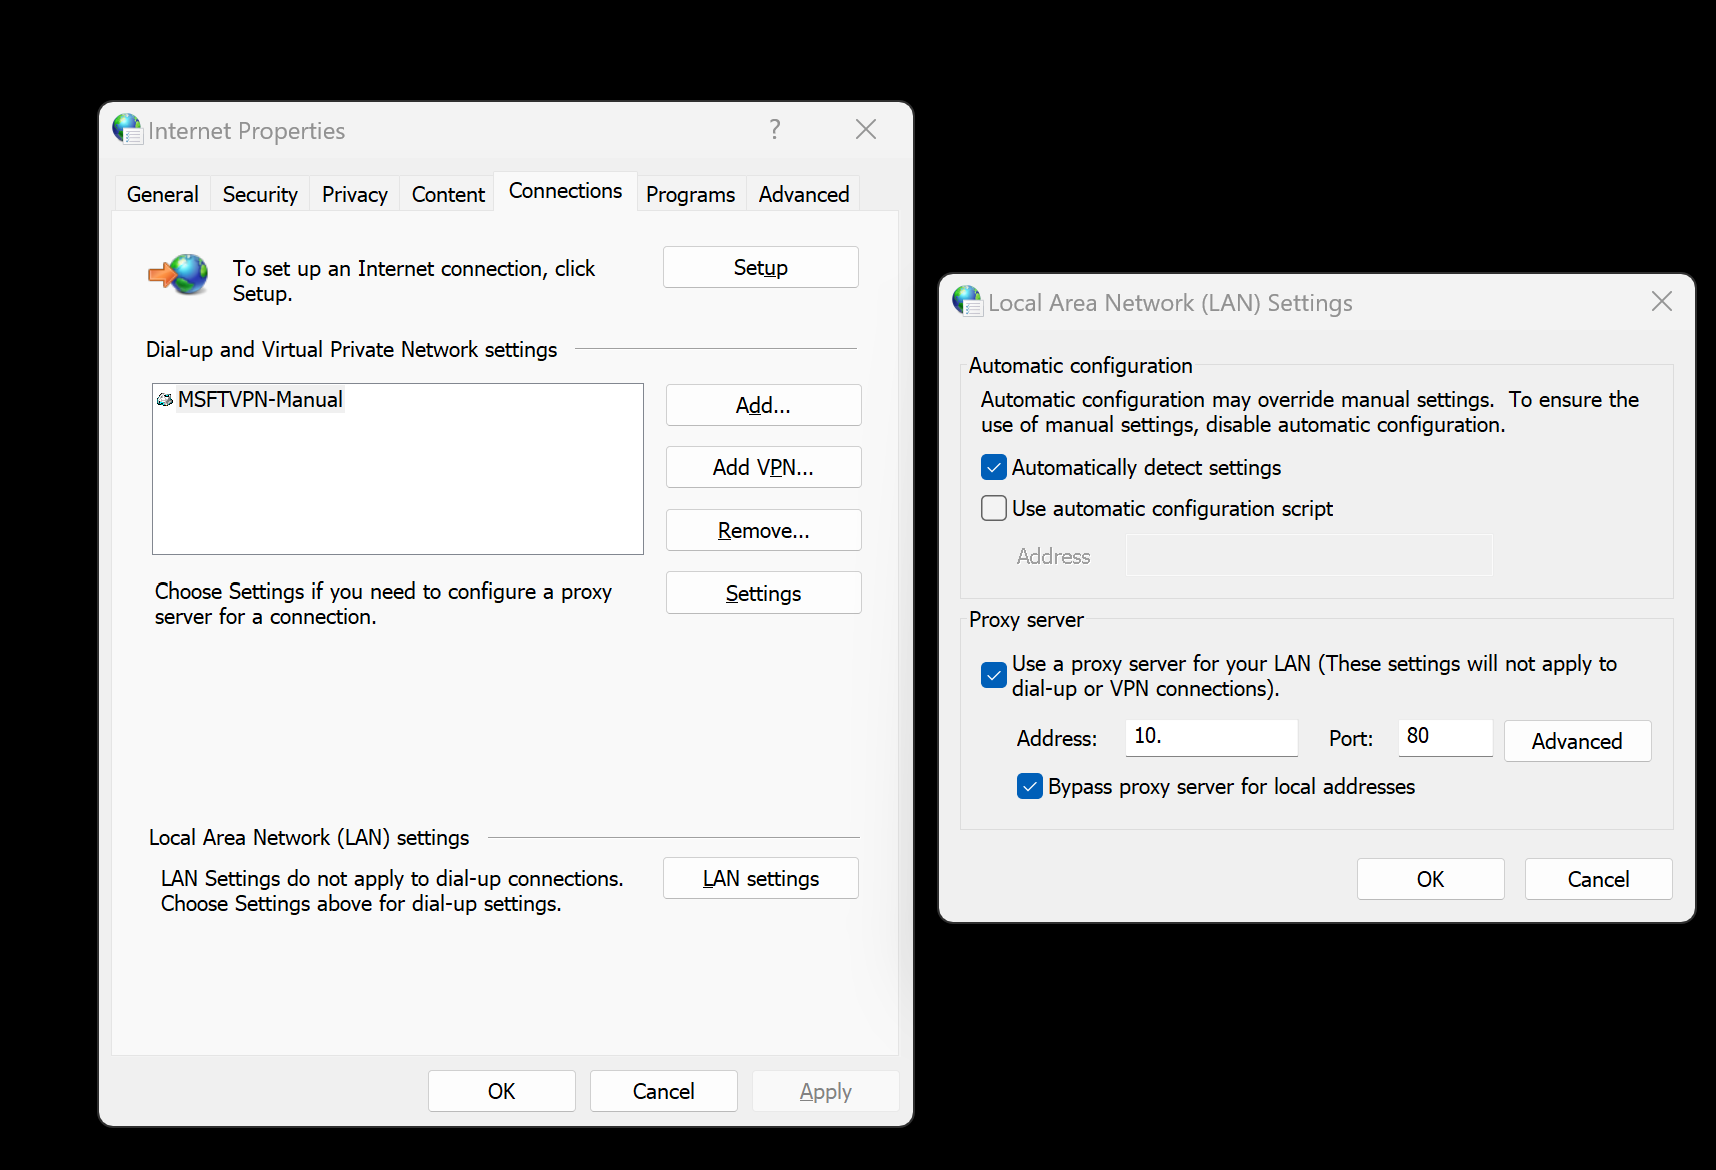 Internet Properties
?
General Security Privacy Content Connections Programs Advanced
To set up an Internet connection, click
Setup.
Setup
Dial-up and Virtual Private Network settings
MSFTVPN-Manual
Add...
Add VPN...
Remove...
Choose Settings if you need to configure a proxy
server for a connection.
Settings
Local Area Network (LAN) settings
LAN Settings do not apply to dial-up connections.
Choose Settings above for dial-up settings.
LAN settings
OK Cancel Apply
Local Area Network (LAN) Settings
Automatic configuration
Automatic configuration may override manual settings. To ensure the
use of manual settings, disable automatic configuration.
Automatically detect settings
Use automatic configuration script
Address
Proxy server
Use a proxy server for your LAN (These settings will not apply to
dial-up or VPN connections).
Address: 10. Port: 80 Advanced
Bypass proxy server for local addresses
OK Cancel